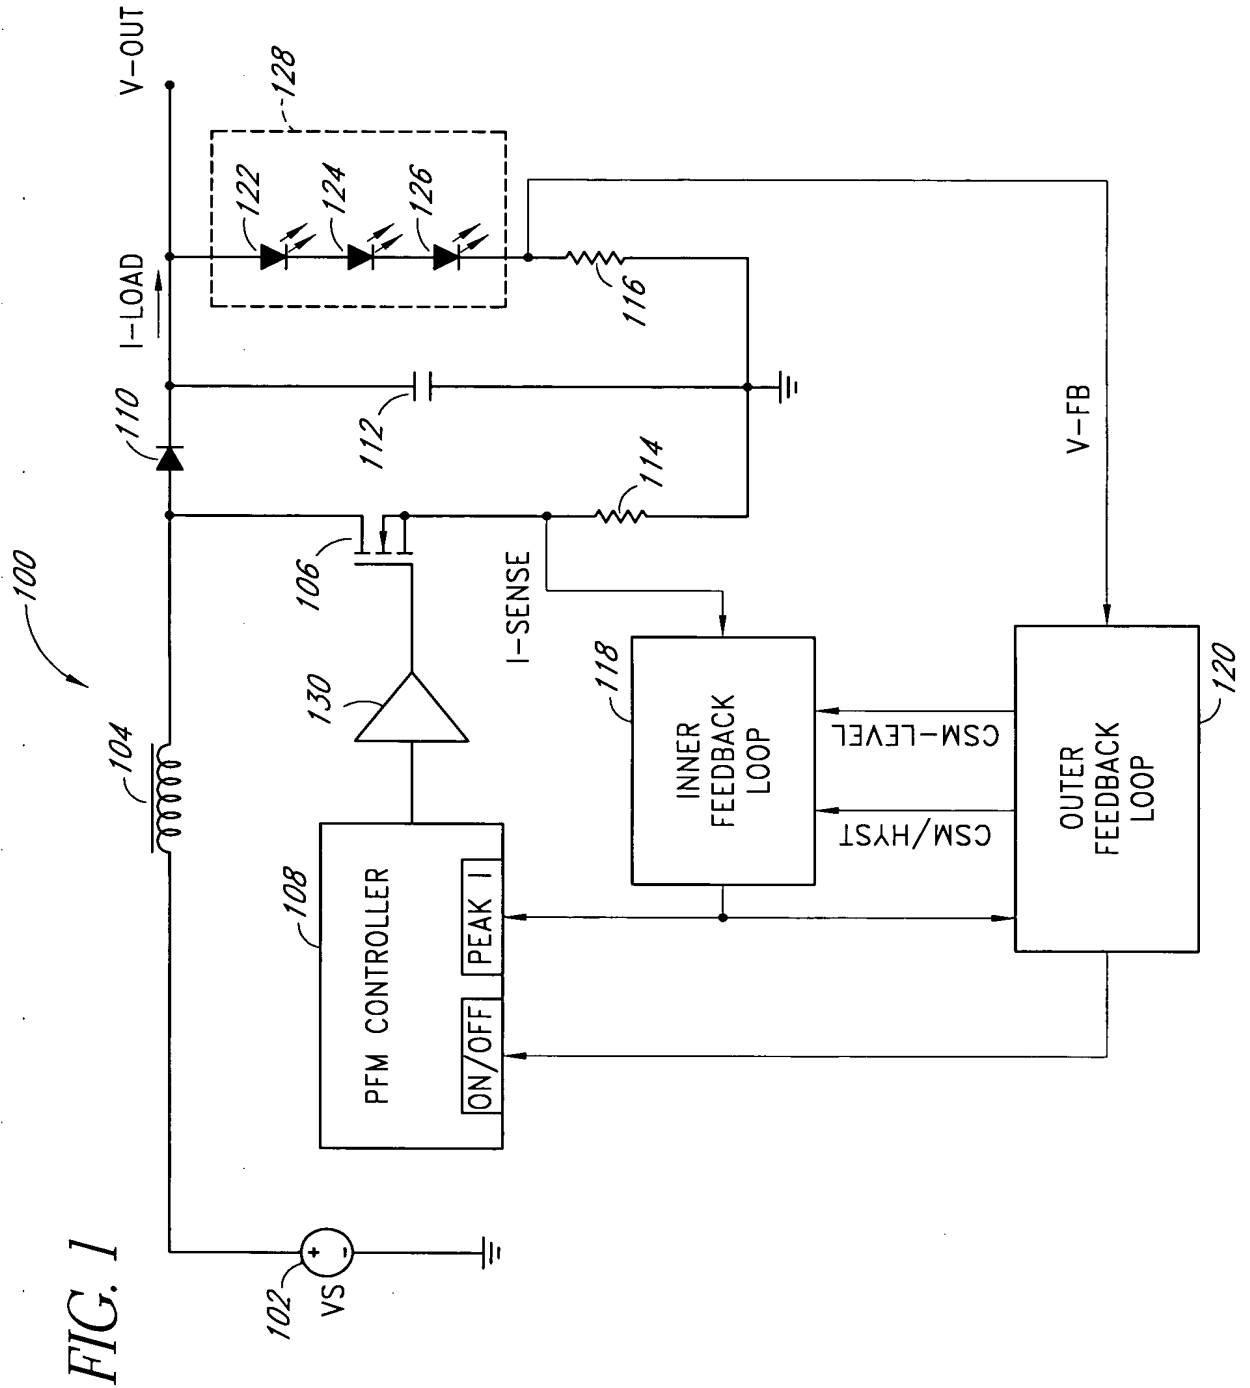 FIG. 1
100
104
110
I-LOAD
V-OUT
102
VS
108
PFM CONTROLLER
ON/OFF
PEAK I
130
106
112
122
124
126
128
I-SENSE
114
116
118
INNER
FEEDBACK
LOOP
CSM/HYST
CSM-LEVEL
V-FB
OUTER
FEEDBACK
LOOP
120